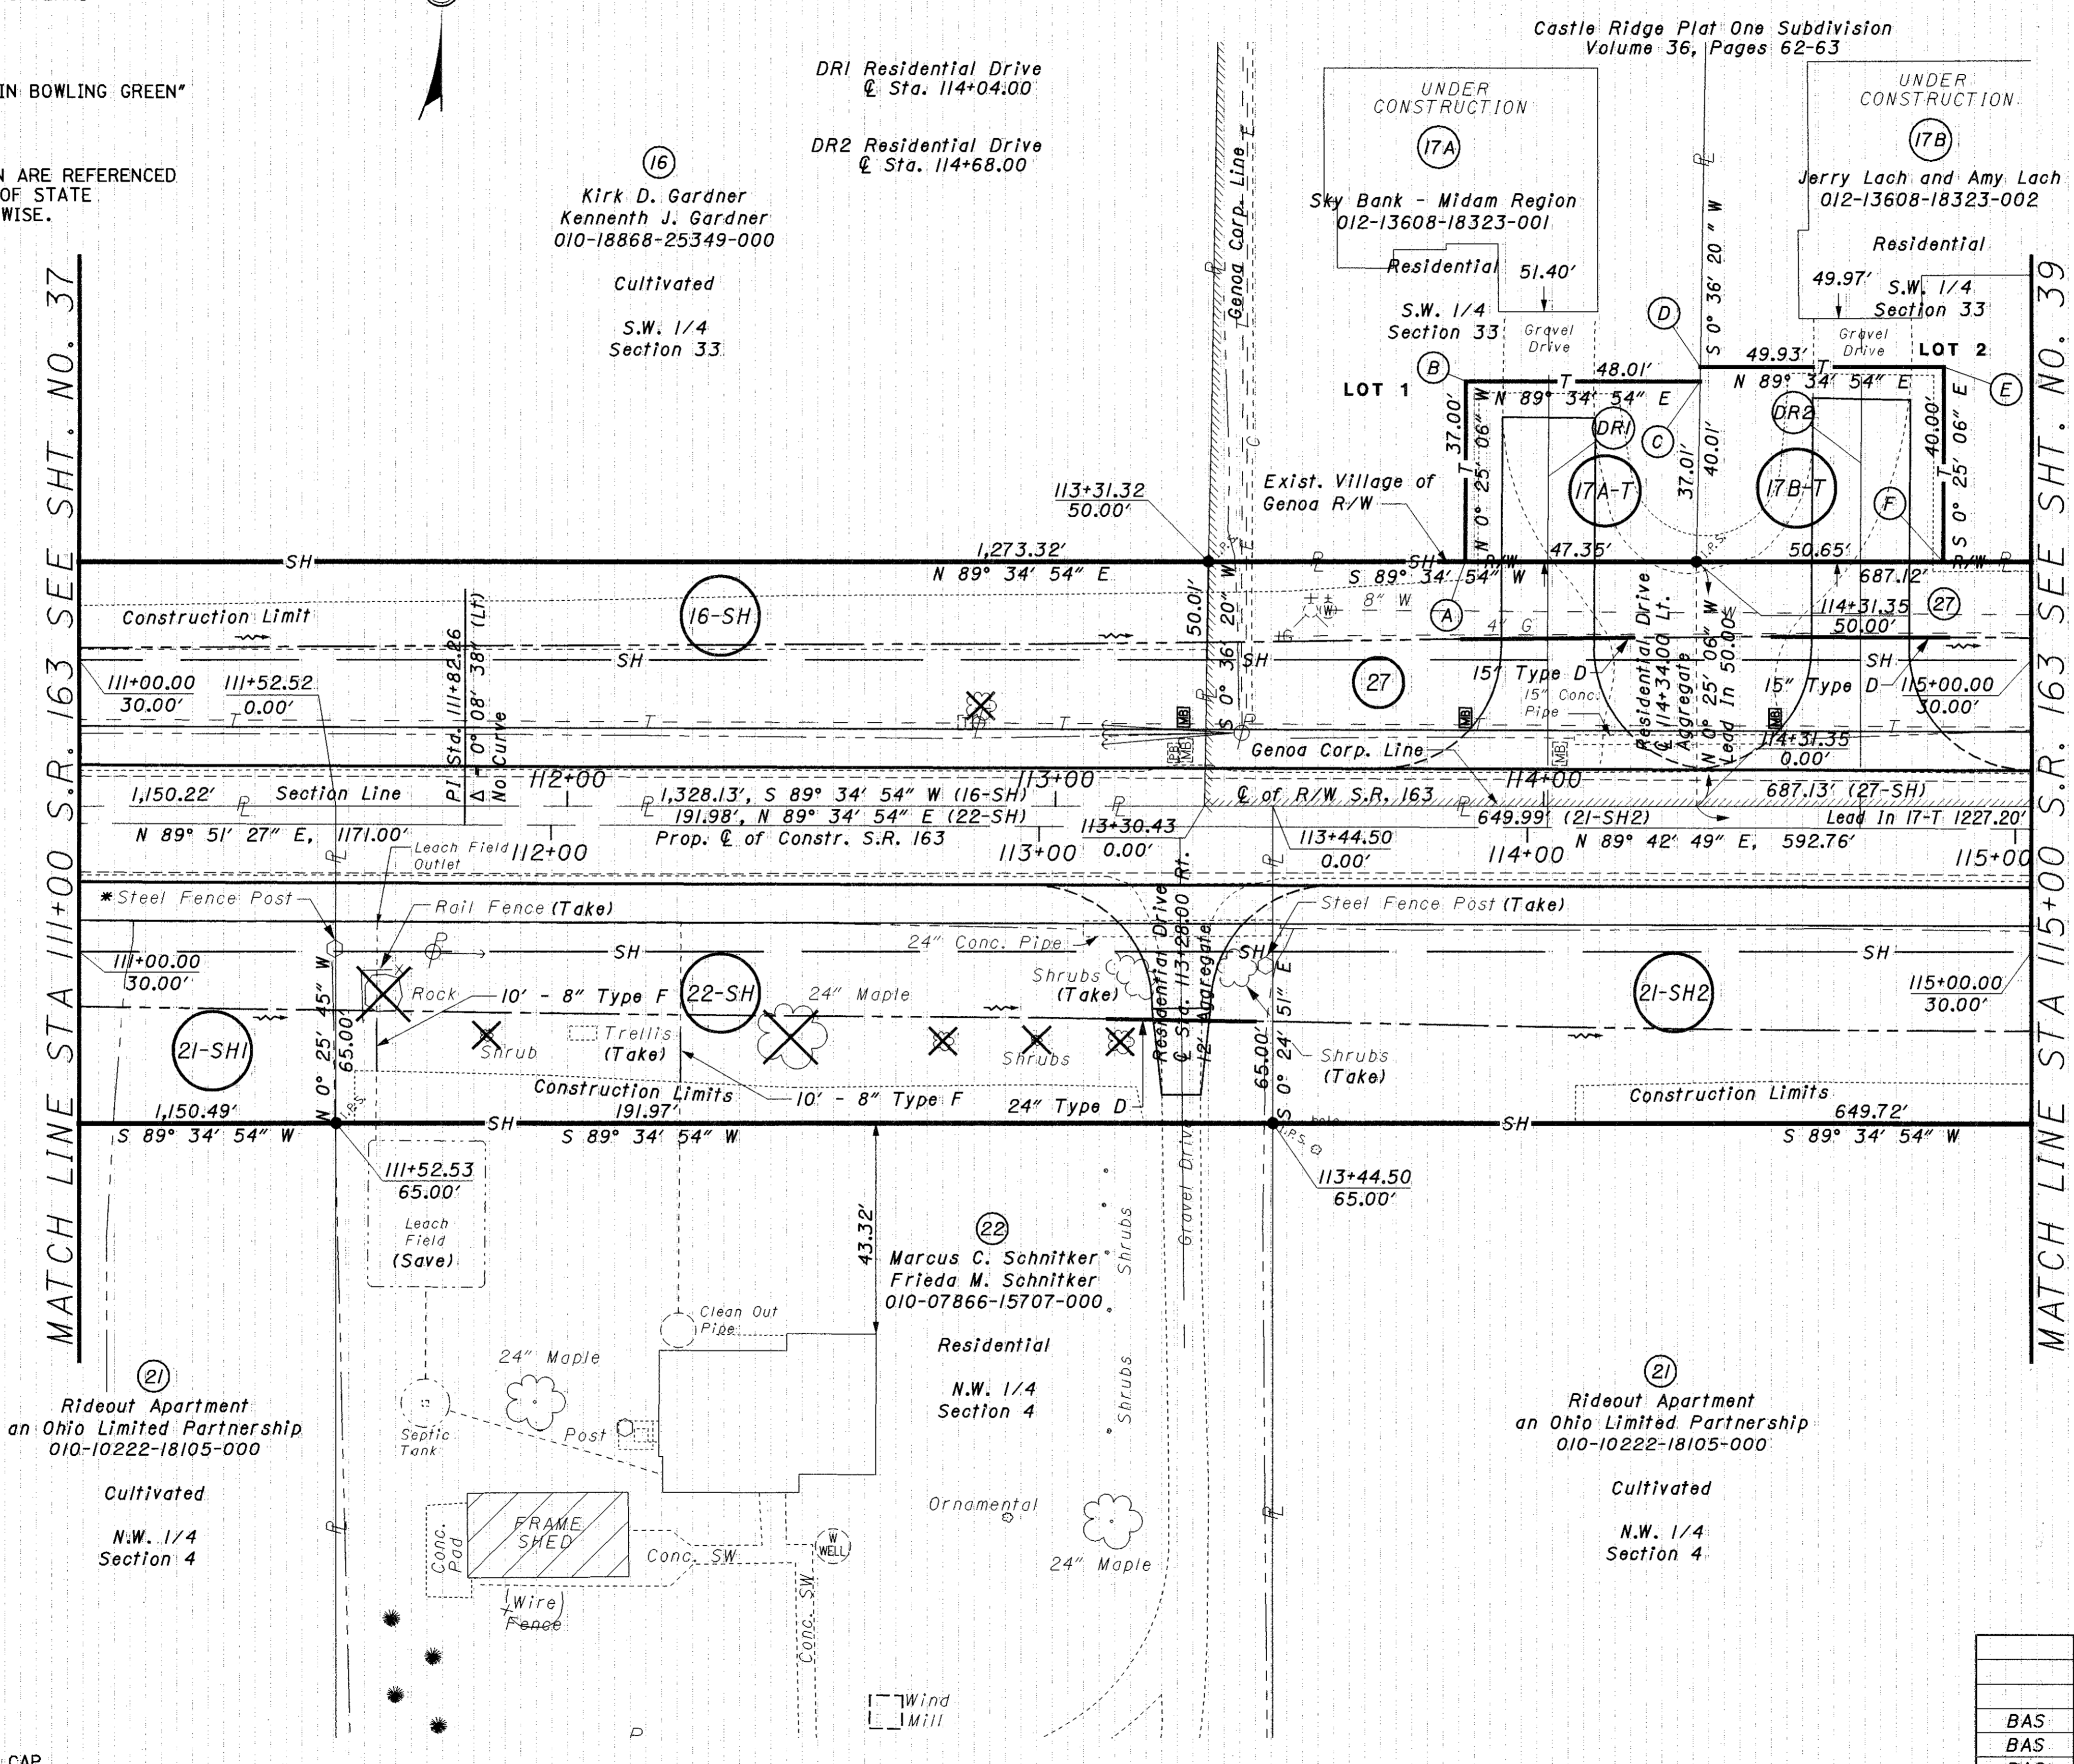 IN BOWLING GREEN"
ARE REFERENCED
OF STATE
WISE.
DR1 Residential Drive
℄ Sta. 114+04.00
DR2 Residential Drive
℄ Sta. 114+68.00
Castle Ridge Plat One Subdivision
Volume 36, Pages 62-63
16
Kirk D. Gardner
Kennenth J. Gardner
010-18868-25349-000
Cultivated
S.W. 1/4
Section 33
Genoa Corp. Line
UNDER
CONSTRUCTION
17A
Sky Bank - Midam Region
012-13608-18323-001
Residential
51.40'
S.W. 1/4
Section 33
Gravel
Drive
LOT 1
S 0° 36' 20" W
UNDER
CONSTRUCTION
17B
Jerry Lach and Amy Lach
012-13608-18323-002
Residential
49.97'
S.W. 1/4
Section 33
Gravel
Drive
LOT 2
D
B
48.01'
N 89° 34' 54" E
49.93'
N 89° 34' 54" E
E
37.00'
N 0° 25' 06" W
DR1
C
DR2
37.01'
40.01'
40.00'
S 0° 25' 06" E
17A-T
17B-T
F
Exist. Village of
Genoa R/W
113+31.32
50.00'
SH
1,273.32'
N 89° 34' 54" E
SH
R/W
S 89° 34' 54" W
47.35'
50.65'
R/W
687.12'
MATCH LINE STA 111+00 S.R. 163 SEE SHT. NO. 37
MATCH LINE STA 115+00 S.R. 163 SEE SHT. NO. 39
Construction Limit
16-SH
50.01'
S 0° 36' 20" W
8" W
A
4" G
114+31.35
50.00'
27
SH
SH
SH
27
15" Type D
15" Conc.
Pipe
Residential Drive
℄ 114+34.00 Lt.
Aggregate
N 0° 25' 06" W
Lead In 50.00'
15" Type D
115+00.00
30.00'
111+00.00
30.00'
111+52.52
0.00'
PI Sta. 111+82.26
Δ = 0° 08' 38" (Lt)
No Curve
T
T
T
T
T
MB
MB
MB
MB
MB
Genoa Corp. Line
114+31.35
0.00'
112+00
113+00
114+00
1,150.22'
Section Line
1,328.13', S 89° 34' 54" W (16-SH)
℄ of R/W S.R. 163
687.13' (27-SH)
191.98', N 89° 34' 54" E (22-SH)
649.99' (21-SH2)
Lead In 17-T 1227.20'
N 89° 51' 27" E, 1171.00'
Prop. ℄ of Constr. S.R. 163
113+30.43
0.00'
113+44.50
0.00'
N 89° 42' 49" E, 592.76'
Leach Field
Outlet
112+00
113+00
114+00
115+00
*Steel Fence Post
Rail Fence (Take)
Steel Fence Post (Take)
24" Conc. Pipe
SH
SH
SH
111+00.00
30.00'
Rock
10' - 8" Type F
22-SH
24" Maple
Shrubs
(Take)
Residential Drive
℄ Sta. 113+28.00 Rt.
12' Aggregate
21-SH2
115+00.00
30.00'
21-SH1
N 0° 25' 45" W
65.00'
Shrub
Trellis
(Take)
Shrubs
65.00'
S 0° 24' 51" E
Shrubs
(Take)
Construction Limits
10' - 8" Type F
24" Type D
Construction Limits
1,150.49'
S 89° 34' 54" W
I.P.S.
SH
191.97'
S 89° 34' 54" W
I.P.S.
SH
649.72'
S 89° 34' 54" W
111+52.53
65.00'
113+44.50
65.00'
Leach
Field
(Save)
43.32'
22
Marcus C. Schnitker
Frieda M. Schnitker
010-07866-15707-000
Residential
N.W. 1/4
Section 4
Shrubs
Shrubs
Gravel Drive
Clean Out
Pipe
24" Maple
Septic
Tank
Post
21
Rideout Apartment
an Ohio Limited Partnership
010-10222-18105-000
Cultivated
N.W. 1/4
Section 4
21
Rideout Apartment
an Ohio Limited Partnership
010-10222-18105-000
Cultivated
N.W. 1/4
Section 4
FRAME
SHED
Conc.
Pad
Conc. SW
Conc. SW
W
WELL
Wire
Fence
Ornamental
24" Maple
Wind
Mill
P
BAS
BAS
CAP